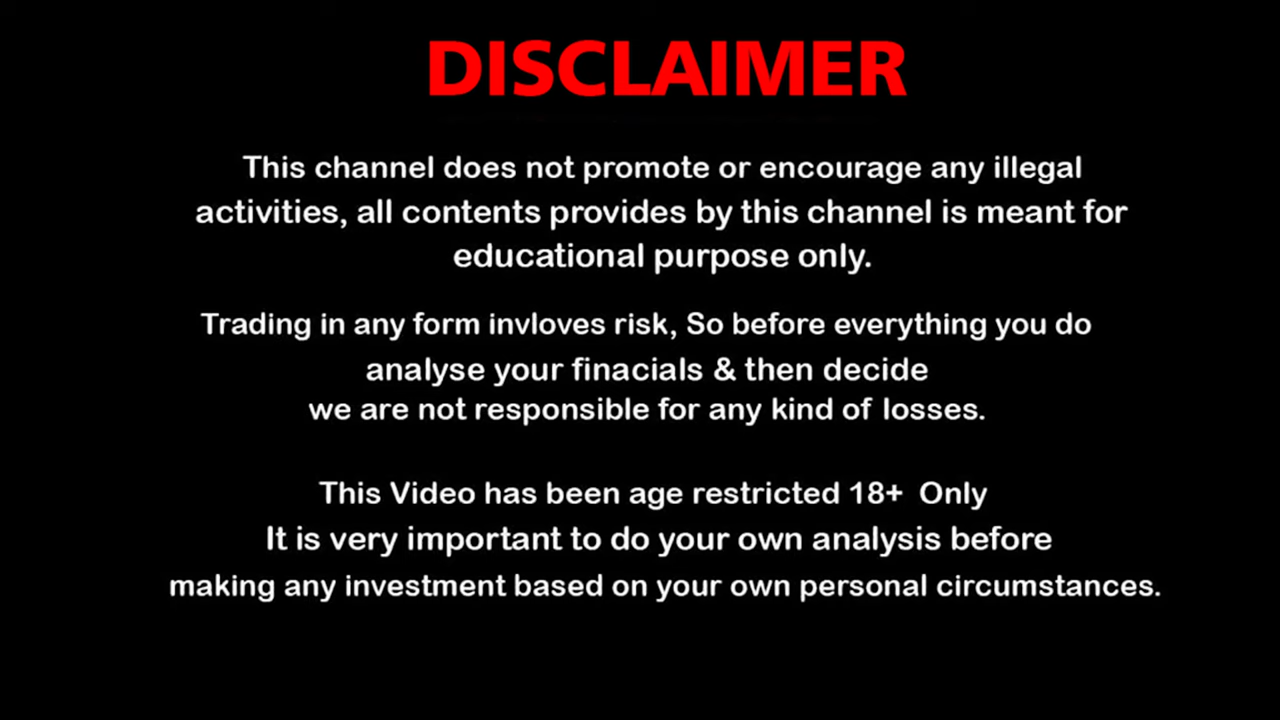 DISCLAIMER
This channel does not promote or encourage any illegal
activities, all contents provides by this channel is meant for
educational purpose only.
Trading in any form invloves risk, So before everything you do
analyse your finacials & then decide
we are not responsible for any kind of losses.
This Video has been age restricted 18+ Only
It is very important to do your own analysis before
making any investment based on your own personal circumstances.